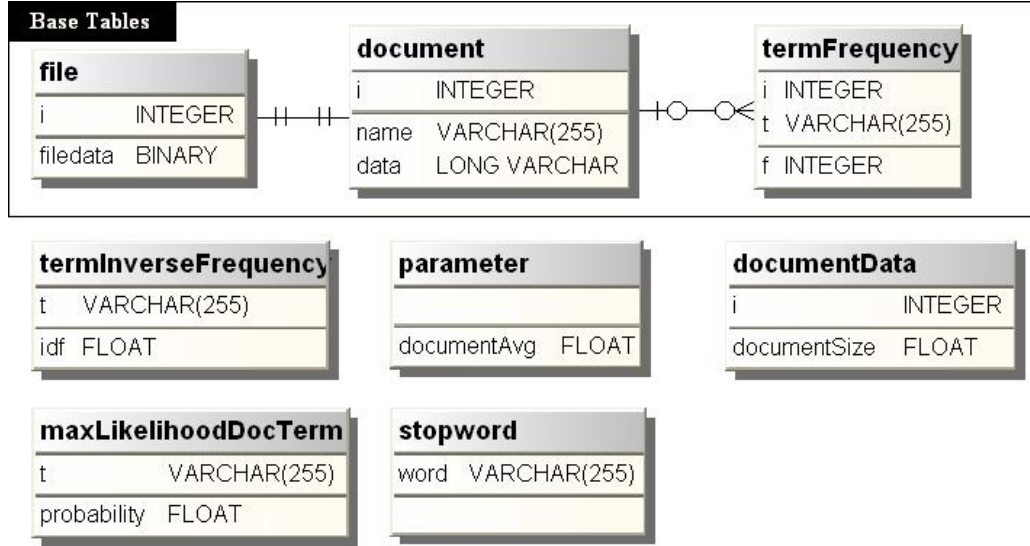 Base Tables
file
i INTEGER
filedata BINARY
document
i INTEGER
name VARCHAR(255)
data LONG VARCHAR
termFrequency
i INTEGER
t VARCHAR(255)
f INTEGER
termInverseFrequency
t VARCHAR(255)
idf FLOAT
parameter
documentAvg FLOAT
documentData
i INTEGER
documentSize FLOAT
maxLikelihoodDocTerm
t VARCHAR(255)
probability FLOAT
stopword
word VARCHAR(255)